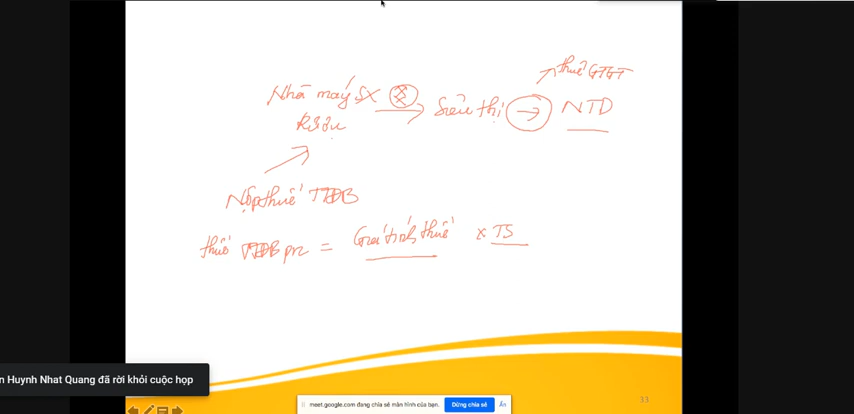 thuế GTGT
Nhà máy SX → Siêu thị → NTD
Rượu
Nộp thuế TTĐB
thuế TTĐB pn = Giá tính thuế x TS
n Huynh Nhat Quang đã rời khỏi cuộc họp
33
meet.google.com đang chia sẻ màn hình của bạn. Dừng chia sẻ Ẩn